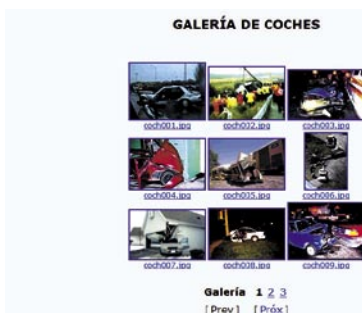 GALERÍA DE COCHES
coch001.jpg coch002.jpg coch003.jpg
coch004.jpg coch005.jpg coch006.jpg
coch007.jpg coch008.jpg coch009.jpg
Galería 1 2 3
[Prev] [Próx]